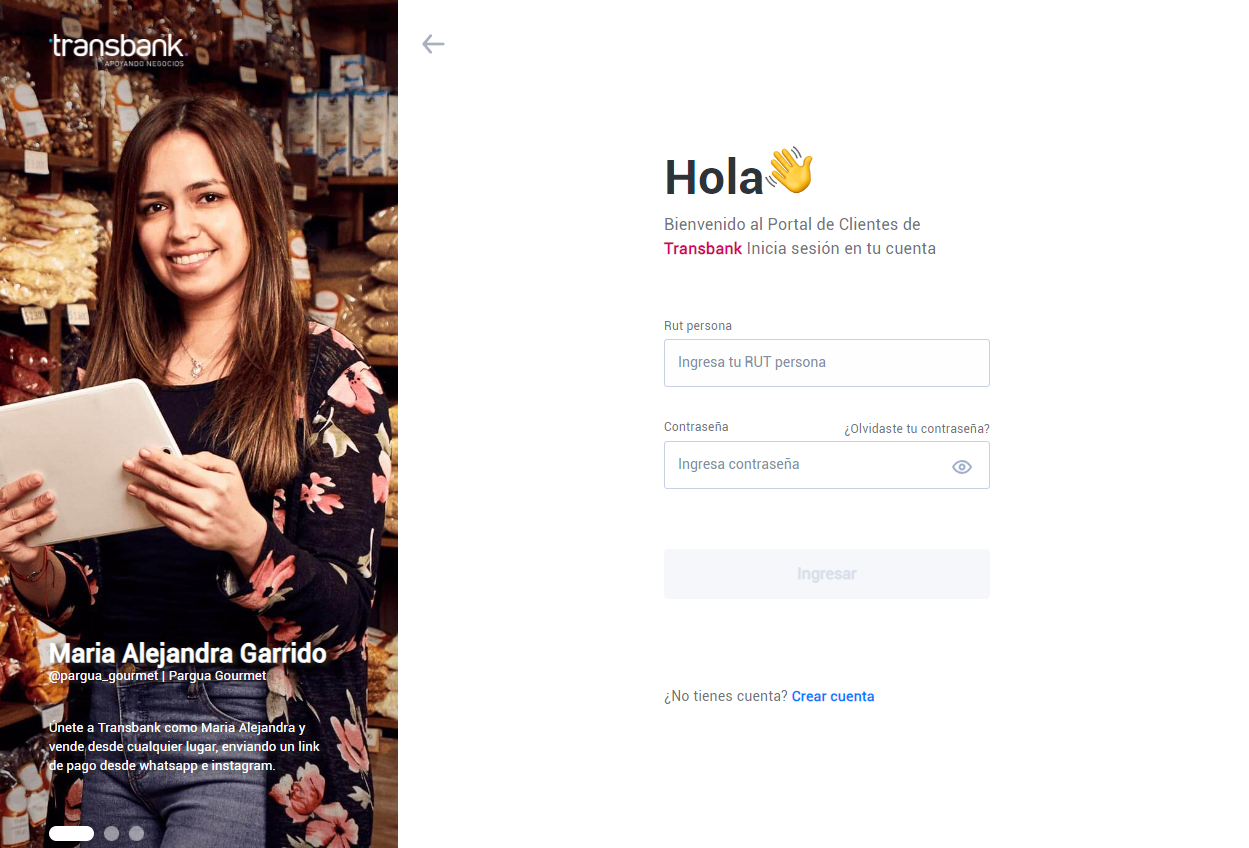 transbank.
APOYANDO NEGOCIOS
Maria Alejandra Garrido
@pargua_gourmet | Pargua Gourmet
Únete a Transbank como Maria Alejandra y
vende desde cualquier lugar, enviando un link
de pago desde whatsapp e instagram.
Hola👋
Bienvenido al Portal de Clientes de
Transbank Inicia sesión en tu cuenta
Rut persona
Ingresa tu RUT persona
Contraseña
¿Olvidaste tu contraseña?
Ingresa contraseña
Ingresar
¿No tienes cuenta? Crear cuenta